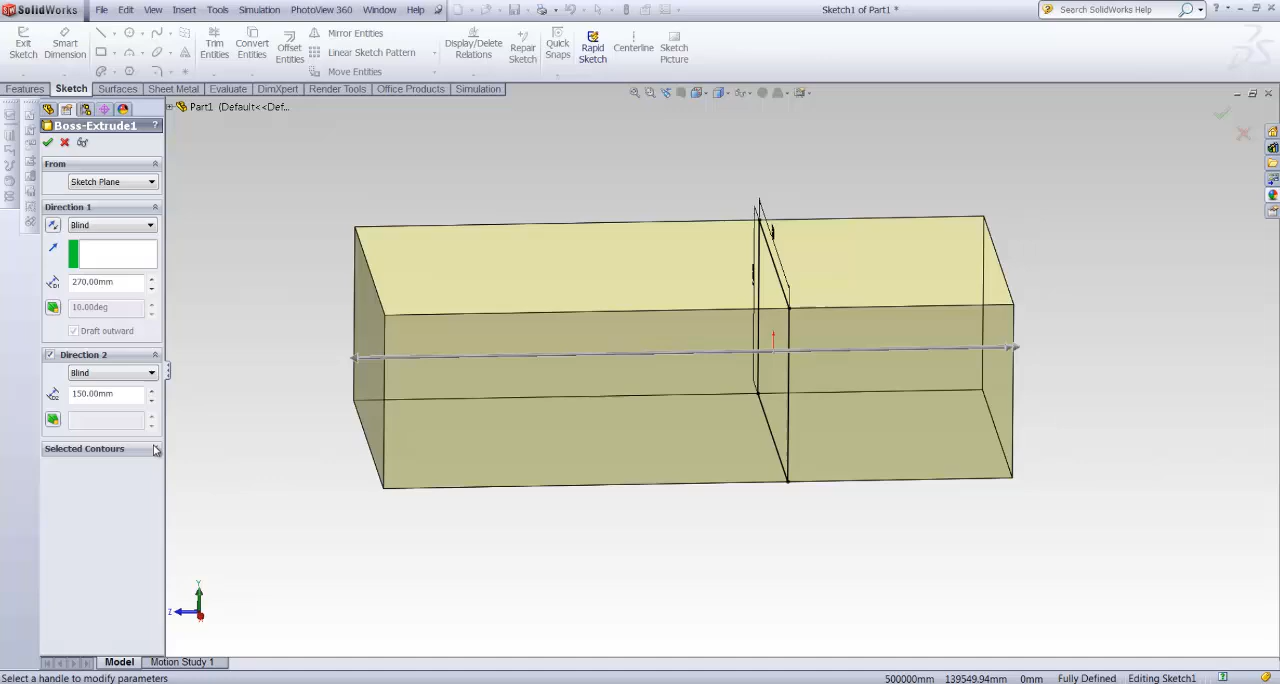 SolidWorks File Edit View Insert Tools Simulation PhotoView 360 Window Help Sketch1 of Part1 * Search SolidWorks Help ?
Exit Sketch Smart Dimension Trim Entities Convert Entities Offset Entities Mirror Entities Linear Sketch Pattern Move Entities Display/Delete Relations Repair Sketch Quick Snaps Rapid Sketch Centerline Sketch Picture
Features Sketch Surfaces Sheet Metal Evaluate DimXpert Render Tools Office Products Simulation
Part1 (Default<<Def...
Boss-Extrude1 ?
From
Sketch Plane
Direction 1
Blind
D1 270.00mm
10.00deg
Draft outward
Direction 2
Blind
D2 150.00mm
Selected Contours
Y
Z
Model Motion Study 1
Select a handle to modify parameters 500000mm 139549.94mm 0mm Fully Defined Editing Sketch1 ?